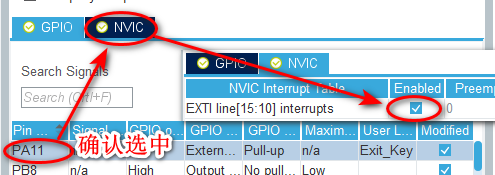 GPIO NVIC
Search Signals
Search (Ctrl+F)
确认选中
GPIO NVIC
NVIC Interrupt Table Enabled Preemp
EXTI line[15:10] interrupts 0
Pin ... Signal GPIO o... GPIO ... GPIO ... Maxim... User L... Modified
PA11 n/a n/a Extern... Pull-up n/a Exit_Key
PB8 n/a High Output ... No pull... Low